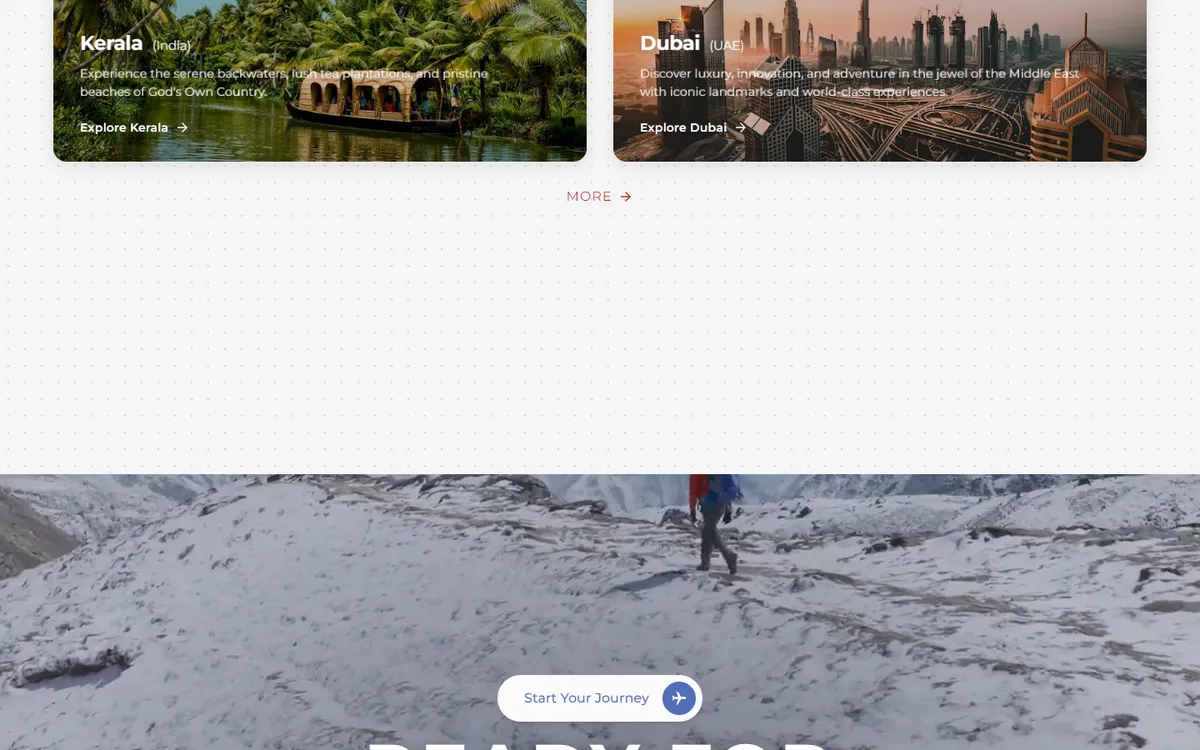 Kerala (India)
Experience the serene backwaters, lush tea plantations, and pristine
beaches of God's Own Country.
Explore Kerala →
Dubai (UAE)
Discover luxury, innovation, and adventure in the jewel of the Middle East
with iconic landmarks and world-class experiences.
Explore Dubai →
MORE →
Start Your Journey
READY FOR